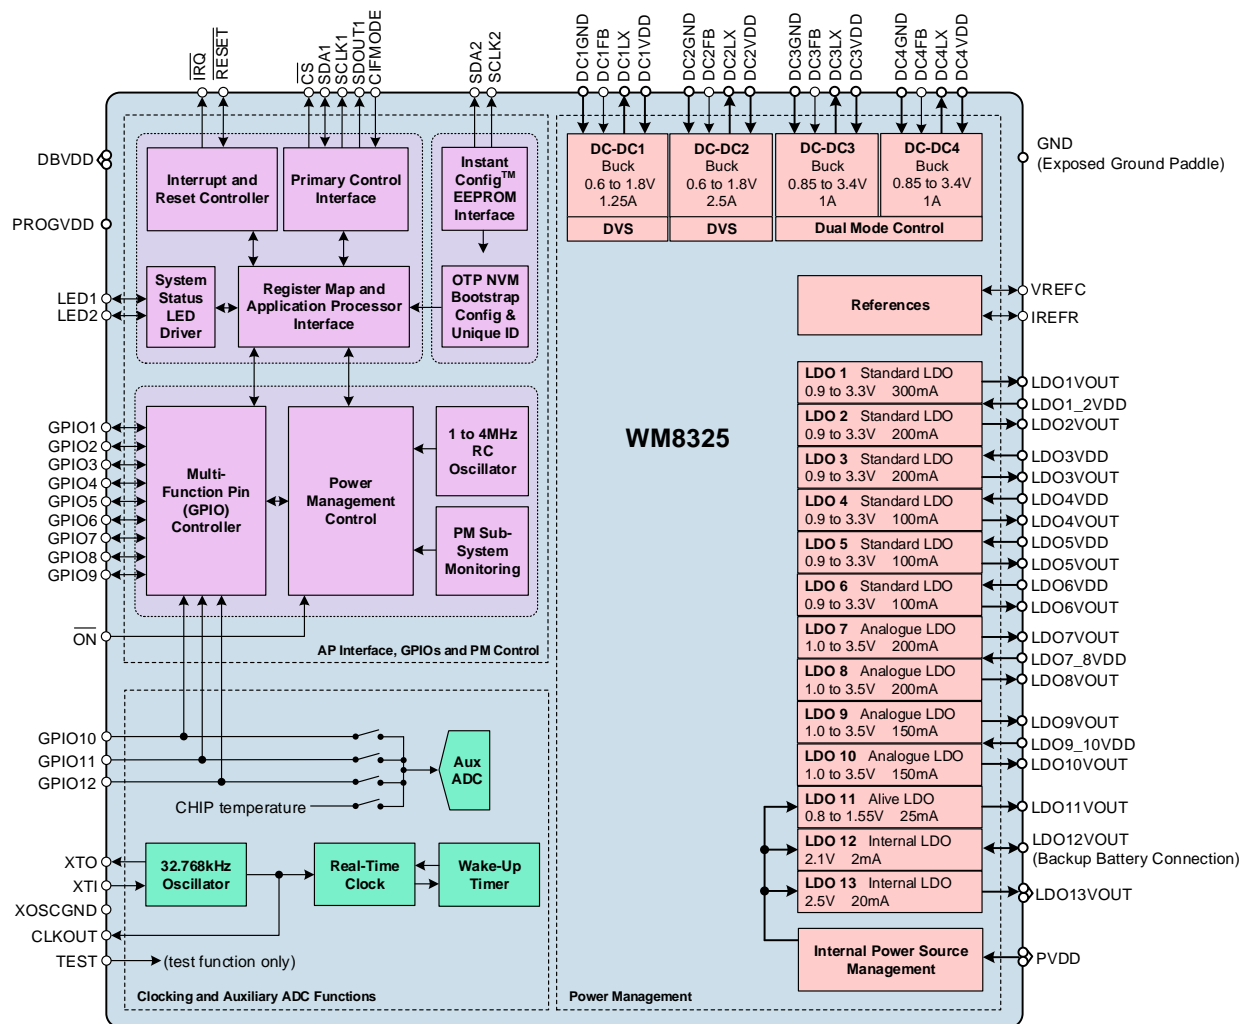 IRQ
RESET
CS
SDA1
SCLK1
SDOUT1
CIFMODE
SDA2
SCLK2
DC1GND
DC1FB
DC1LX
DC1VDD
DC2GND
DC2FB
DC2LX
DC2VDD
DC3GND
DC3FB
DC3LX
DC3VDD
DC4GND
DC4FB
DC4LX
DC4VDD
DBVDD
PROGVDD
LED1
LED2
GPIO1
GPIO2
GPIO3
GPIO4
GPIO5
GPIO6
GPIO7
GPIO8
GPIO9
ON
Interrupt and
Reset Controller
Primary Control
Interface
Instant
Config™
EEPROM
Interface
System
Status
LED
Driver
Register Map and
Application Processor
Interface
OTP NVM
Bootstrap
Config &
Unique ID
Multi-
Function Pin
(GPIO)
Controller
Power
Management
Control
1 to 4MHz
RC
Oscillator
PM Sub-
System
Monitoring
AP Interface, GPIOs and PM Control
GPIO10
GPIO11
GPIO12
CHIP temperature
Aux
ADC
XTO
XTI
XOSCGND
CLKOUT
TEST
(test function only)
32.768kHz
Oscillator
Real-Time
Clock
Wake-Up
Timer
Clocking and Auxiliary ADC Functions
WM8325
DC-DC1
Buck
0.6 to 1.8V
1.25A
DVS
DC-DC2
Buck
0.6 to 1.8V
2.5A
DVS
DC-DC3
Buck
0.85 to 3.4V
1A
DC-DC4
Buck
0.85 to 3.4V
1A
Dual Mode Control
References
LDO 1 Standard LDO
0.9 to 3.3V 300mA
LDO 2 Standard LDO
0.9 to 3.3V 200mA
LDO 3 Standard LDO
0.9 to 3.3V 200mA
LDO 4 Standard LDO
0.9 to 3.3V 100mA
LDO 5 Standard LDO
0.9 to 3.3V 100mA
LDO 6 Standard LDO
0.9 to 3.3V 100mA
LDO 7 Analogue LDO
1.0 to 3.5V 200mA
LDO 8 Analogue LDO
1.0 to 3.5V 200mA
LDO 9 Analogue LDO
1.0 to 3.5V 150mA
LDO 10 Analogue LDO
1.0 to 3.5V 150mA
LDO 11 Alive LDO
0.8 to 1.55V 25mA
LDO 12 Internal LDO
2.1V 2mA
LDO 13 Internal LDO
2.5V 20mA
Internal Power Source
Management
Power Management
GND
(Exposed Ground Paddle)
VREFC
IREFR
LDO1VOUT
LDO1_2VDD
LDO2VOUT
LDO3VDD
LDO3VOUT
LDO4VDD
LDO4VOUT
LDO5VDD
LDO5VOUT
LDO6VDD
LDO6VOUT
LDO7VOUT
LDO7_8VDD
LDO8VOUT
LDO9VOUT
LDO9_10VDD
LDO10VOUT
LDO11VOUT
LDO12VOUT
(Backup Battery Connection)
LDO13VOUT
PVDD